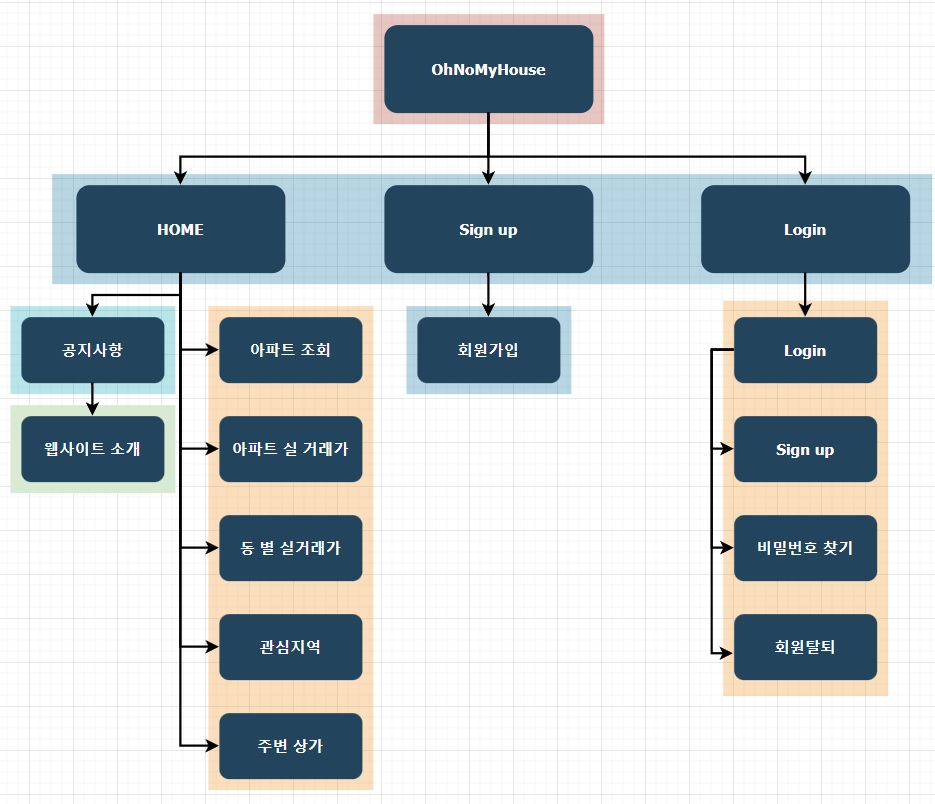 OhNoMyHouse
HOME
Sign up
Login
공지사항
아파트 조회
회원가입
Login
웹사이트 소개
아파트 실 거래가
Sign up
동 별 실거래가
비밀번호 찾기
관심지역
회원탈퇴
주변 상가